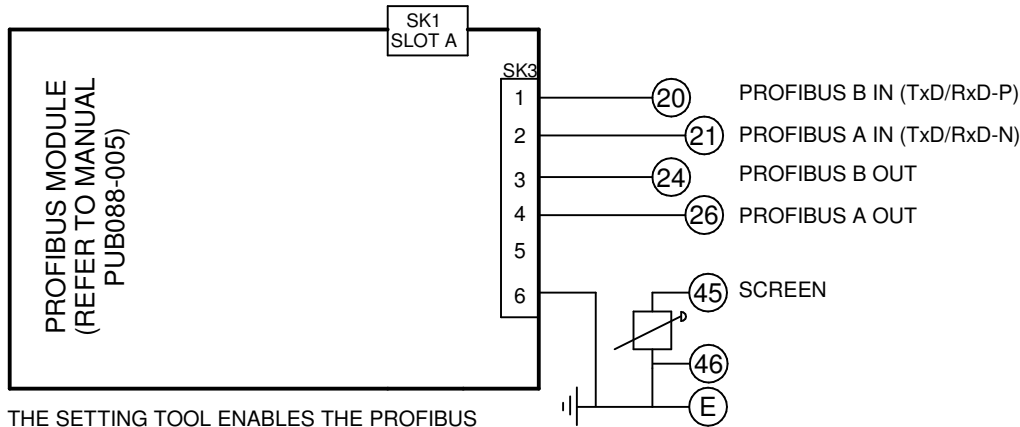 SK1
SLOT A
PROFIBUS MODULE
(REFER TO MANUAL
PUB088-005)
SK3
1
20
PROFIBUS B IN (TxD/RxD-P)
2
21
PROFIBUS A IN (TxD/RxD-N)
3
24
PROFIBUS B OUT
4
26
PROFIBUS A OUT
5
6
45
SCREEN
46
E
THE SETTING TOOL ENABLES THE PROFIBUS